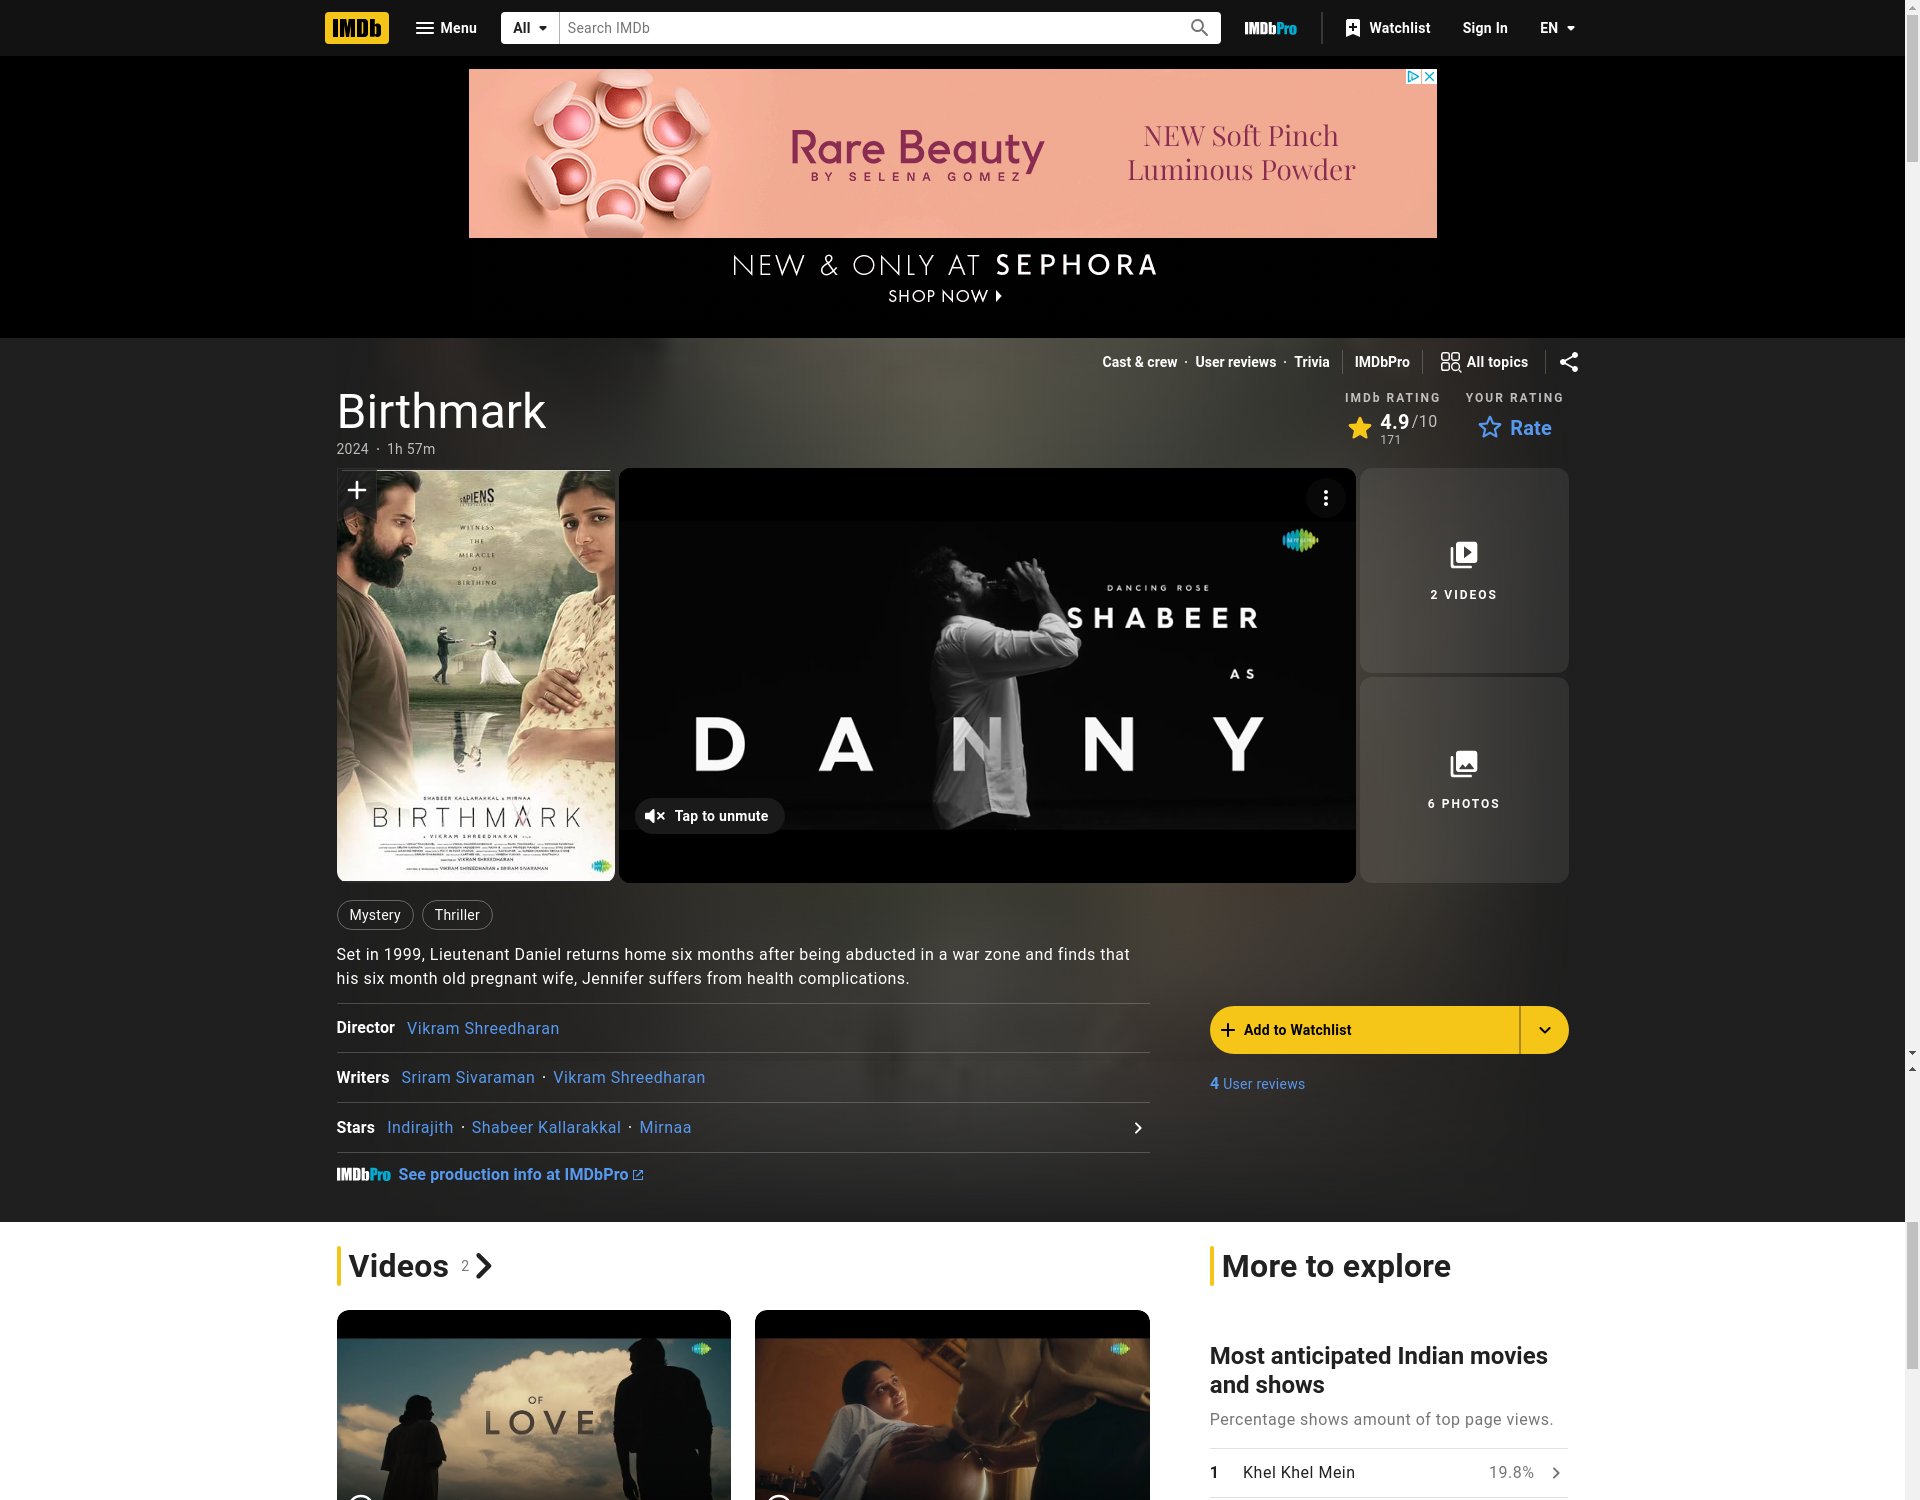 IMDb
Menu
All
Search IMDb
IMDbPro
Watchlist
Sign In
EN
Rare Beauty
BY SELENA GOMEZ
NEW Soft Pinch
Luminous Powder
NEW & ONLY AT SEPHORA
SHOP NOW
Cast & crew · User reviews · Trivia
IMDbPro
All topics
Birthmark
2024 · 1h 57m
IMDb RATING
4.9/10
171
YOUR RATING
Rate
SAPIENS
WITNESS
THE
MIRACLE
OF
BIRTHING
SHABEER KALLARAKKAL & MIRNAA
BIRTHMARK
A VIKRAM SHREEDHARAN FILM
VIKRAM SHREEDHARAN
VIKRAM SHREEDHARAN & SRIRAM SIVARAMAN
DANCING ROSE
SHABEER
AS
DANNY
Tap to unmute
2 VIDEOS
6 PHOTOS
Mystery
Thriller
Set in 1999, Lieutenant Daniel returns home six months after being abducted in a war zone and finds that
his six month old pregnant wife, Jennifer suffers from health complications.
Director Vikram Shreedharan
Writers Sriram Sivaraman · Vikram Shreedharan
Stars Indirajith · Shabeer Kallarakkal · Mirnaa
IMDbPro See production info at IMDbPro
Add to Watchlist
4 User reviews
Videos 2
OF
LOVE
More to explore
Most anticipated Indian movies
and shows
Percentage shows amount of top page views.
1 Khel Khel Mein 19.8%